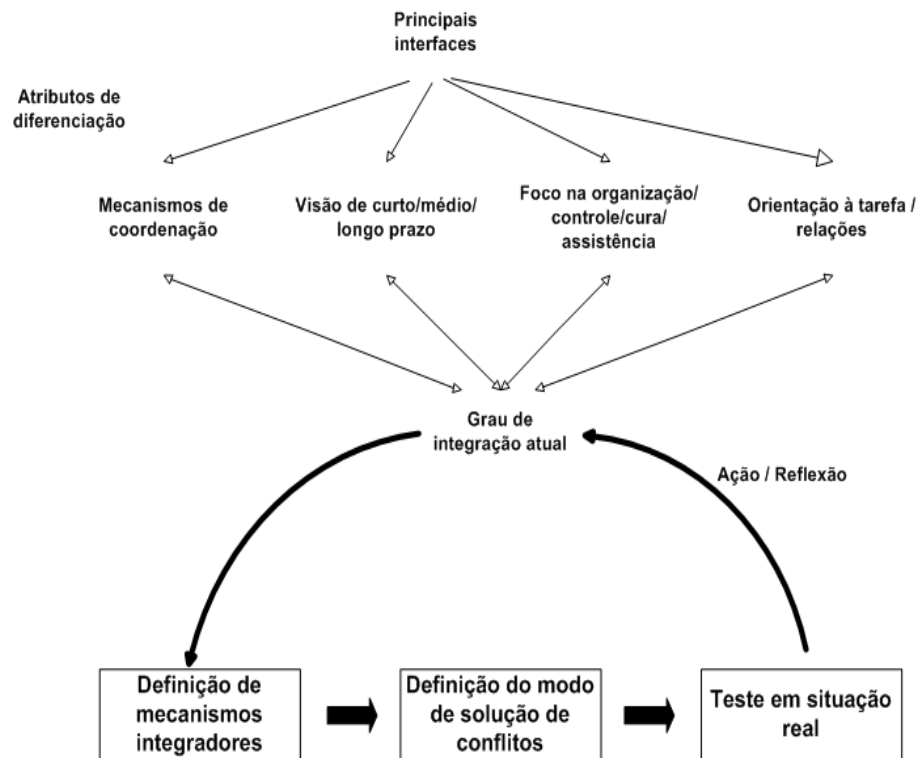 Principais
interfaces
Atributos de
diferenciação
Mecanismos de
coordenação
Visão de curto/médio/
longo prazo
Foco na organização/
controle/cura/
assistência
Orientação à tarefa /
relações
Grau de
integração atual
Ação / Reflexão
Definição de
mecanismos
integradores
Definição do modo
de solução de
conflitos
Teste em situação
real